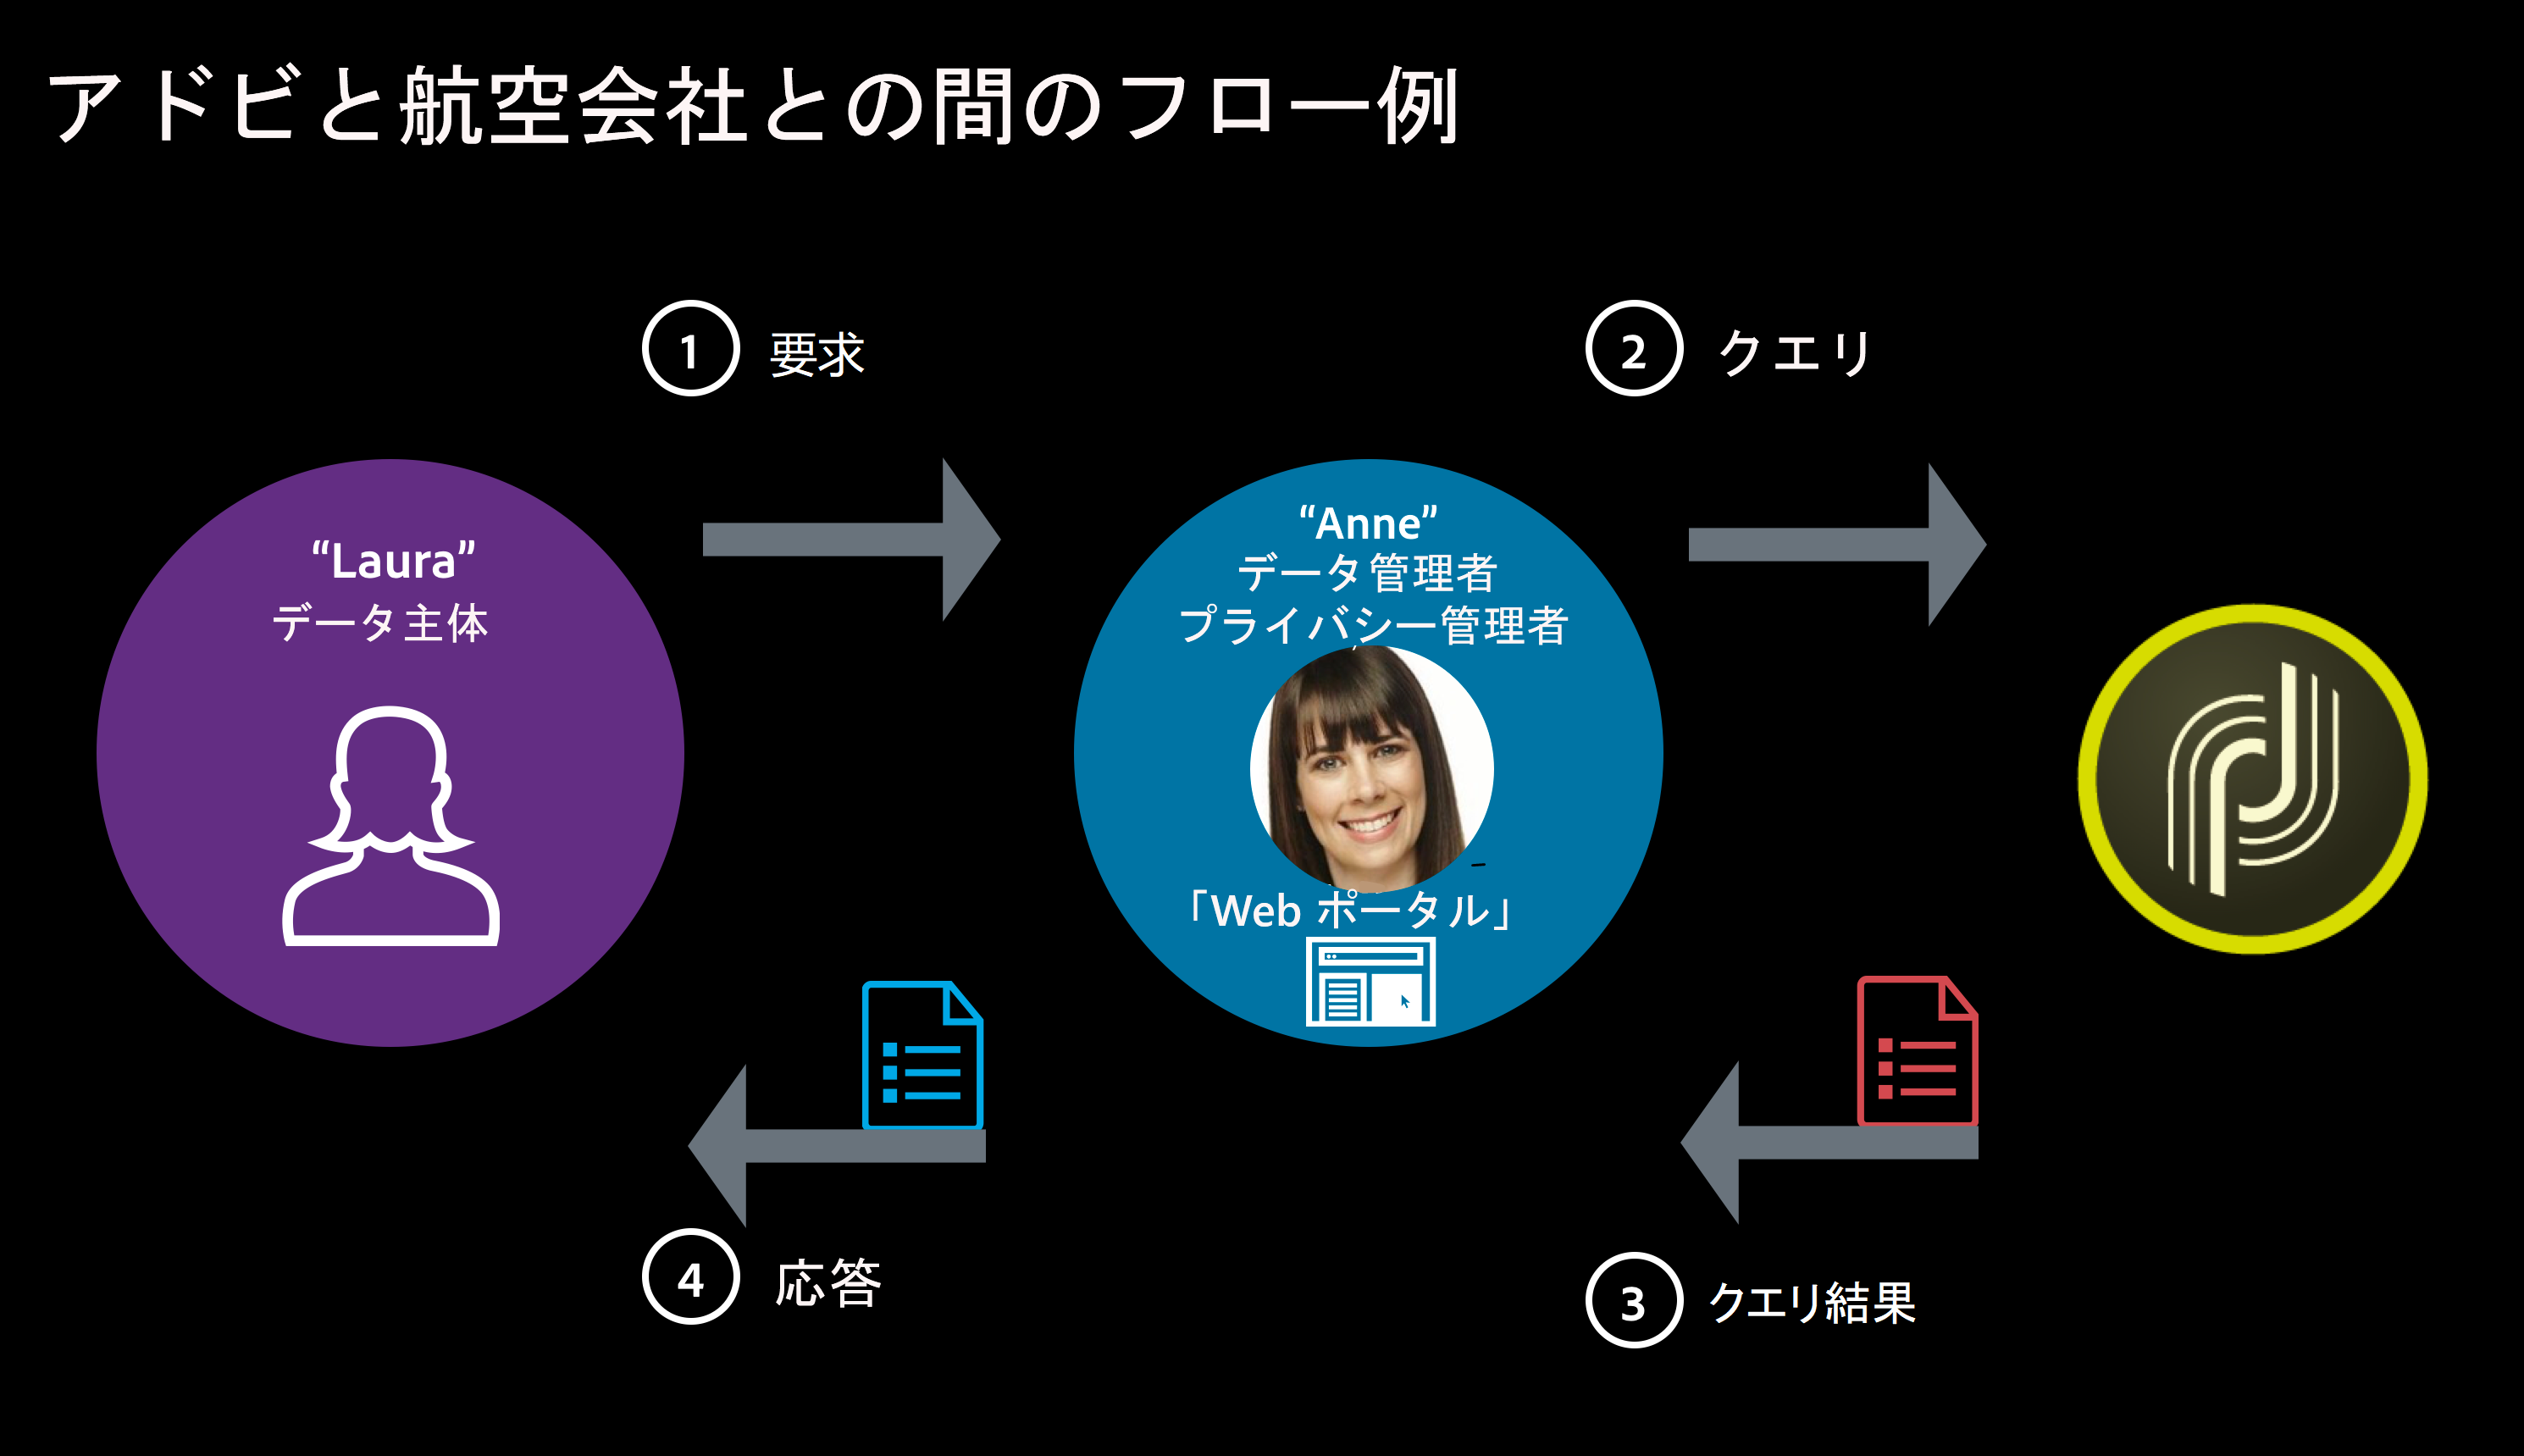 アドビと航空会社との間のフロー例
1 要求
2 クエリ
“Laura”
データ主体
“Anne”
データ管理者
プライバシー管理者
「Web ポータル」
4 応答
3 クエリ結果